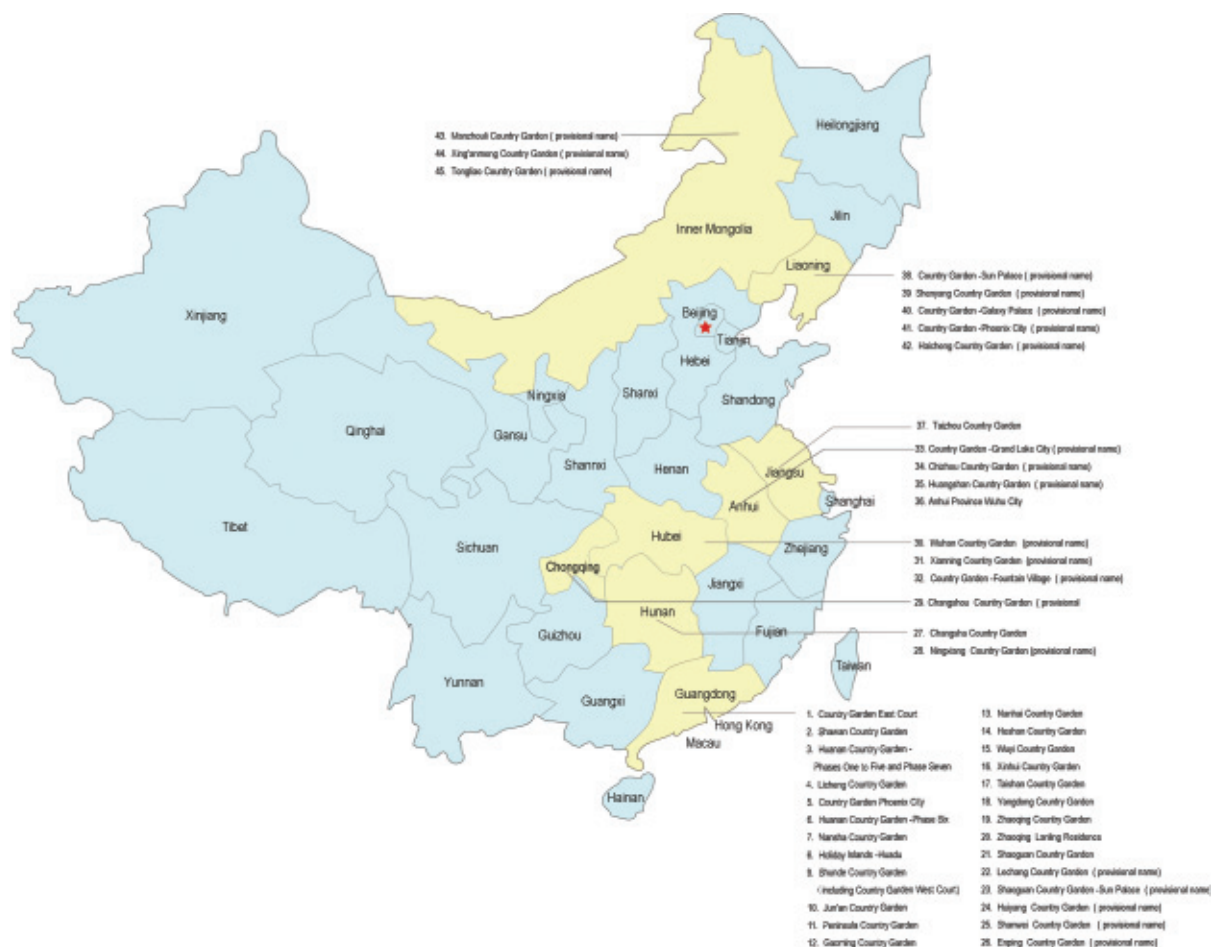 Heilongjiang
43. Manzhouli Country Garden ( provisional name)
44. Xing'anmeng Country Garden ( provisional name)
45. Tongliao Country Garden ( provisional name)
Jilin
Inner Mongolia
Liaoning
38. Country Garden -Sun Palace ( provisional name)
39 Shenyang Country Garden ( provisional name)
40. Country Garden -Galaxy Palace ( provisional name)
41. Country Garden -Phoenix City ( provisional name)
42. Haicheng Country Garden ( provisional name)
Xinjiang
Beijing
Tianjin
Hebei
Ningxia
Shanxi
Shandong
Qinghai
Gansu
Shannxi
Henan
37. Taizhou Country Garden
33. Country Garden -Grand Lake City ( provisional name)
34. Chizhou Country Garden ( provisional name)
35. Huangshan Country Garden ( provisional name)
36. Anhui Province Wuhu City
Jiangsu
Anhui
Shanghai
Tibet
Sichuan
Hubei
Zhejiang
30. Wuhan Country Garden (provisional name)
31. Xianning Country Garden (provisional name)
32. Country Garden -Fountain Village ( provisional name)
Chongqing
Jiangxi
29. Changshou Country Garden ( provisional
Hunan
Guizhou
Fujian
27. Changsha Country Garden
28. Ningxiang Country Garden (provisional name)
Taiwan
Yunnan
Guangxi
Guangdong
Hong Kong
Macau
Hainan
1. Country Garden East Court
2. Shawan Country Garden
3. Huanan Country Garden -
Phases One to Five and Phase Seven
4. Licheng Country Garden
5. Country Garden Phoenix City
6. Huanan Country Garden -Phase Six
7. Nansha Country Garden
8. Holiday Islands -Huadu
9. Shunde Country Garden
(including Country Garden West Court)
10. Jun'an Country Garden
11. Peninsula Country Garden
12. Gaoming Country Garden
13. Nanhai Country Garden
14. Heshan Country Garden
15. Wuyi Country Garden
16. Xinhui Country Garden
17. Taishan Country Garden
18. Yangdong Country Garden
19. Zhaoqing Country Garden
20. Zhaoqing Lanling Residence
21. Shaoguan Country Garden
22. Lechang Country Garden ( provisional name)
23. Shaoguan Country Garden -Sun Palace ( provisional name)
24. Huiyang Country Garden ( provisional name)
25. Shanwei Country Garden ( provisional name)
26. Enping Country Garden ( provisional name)